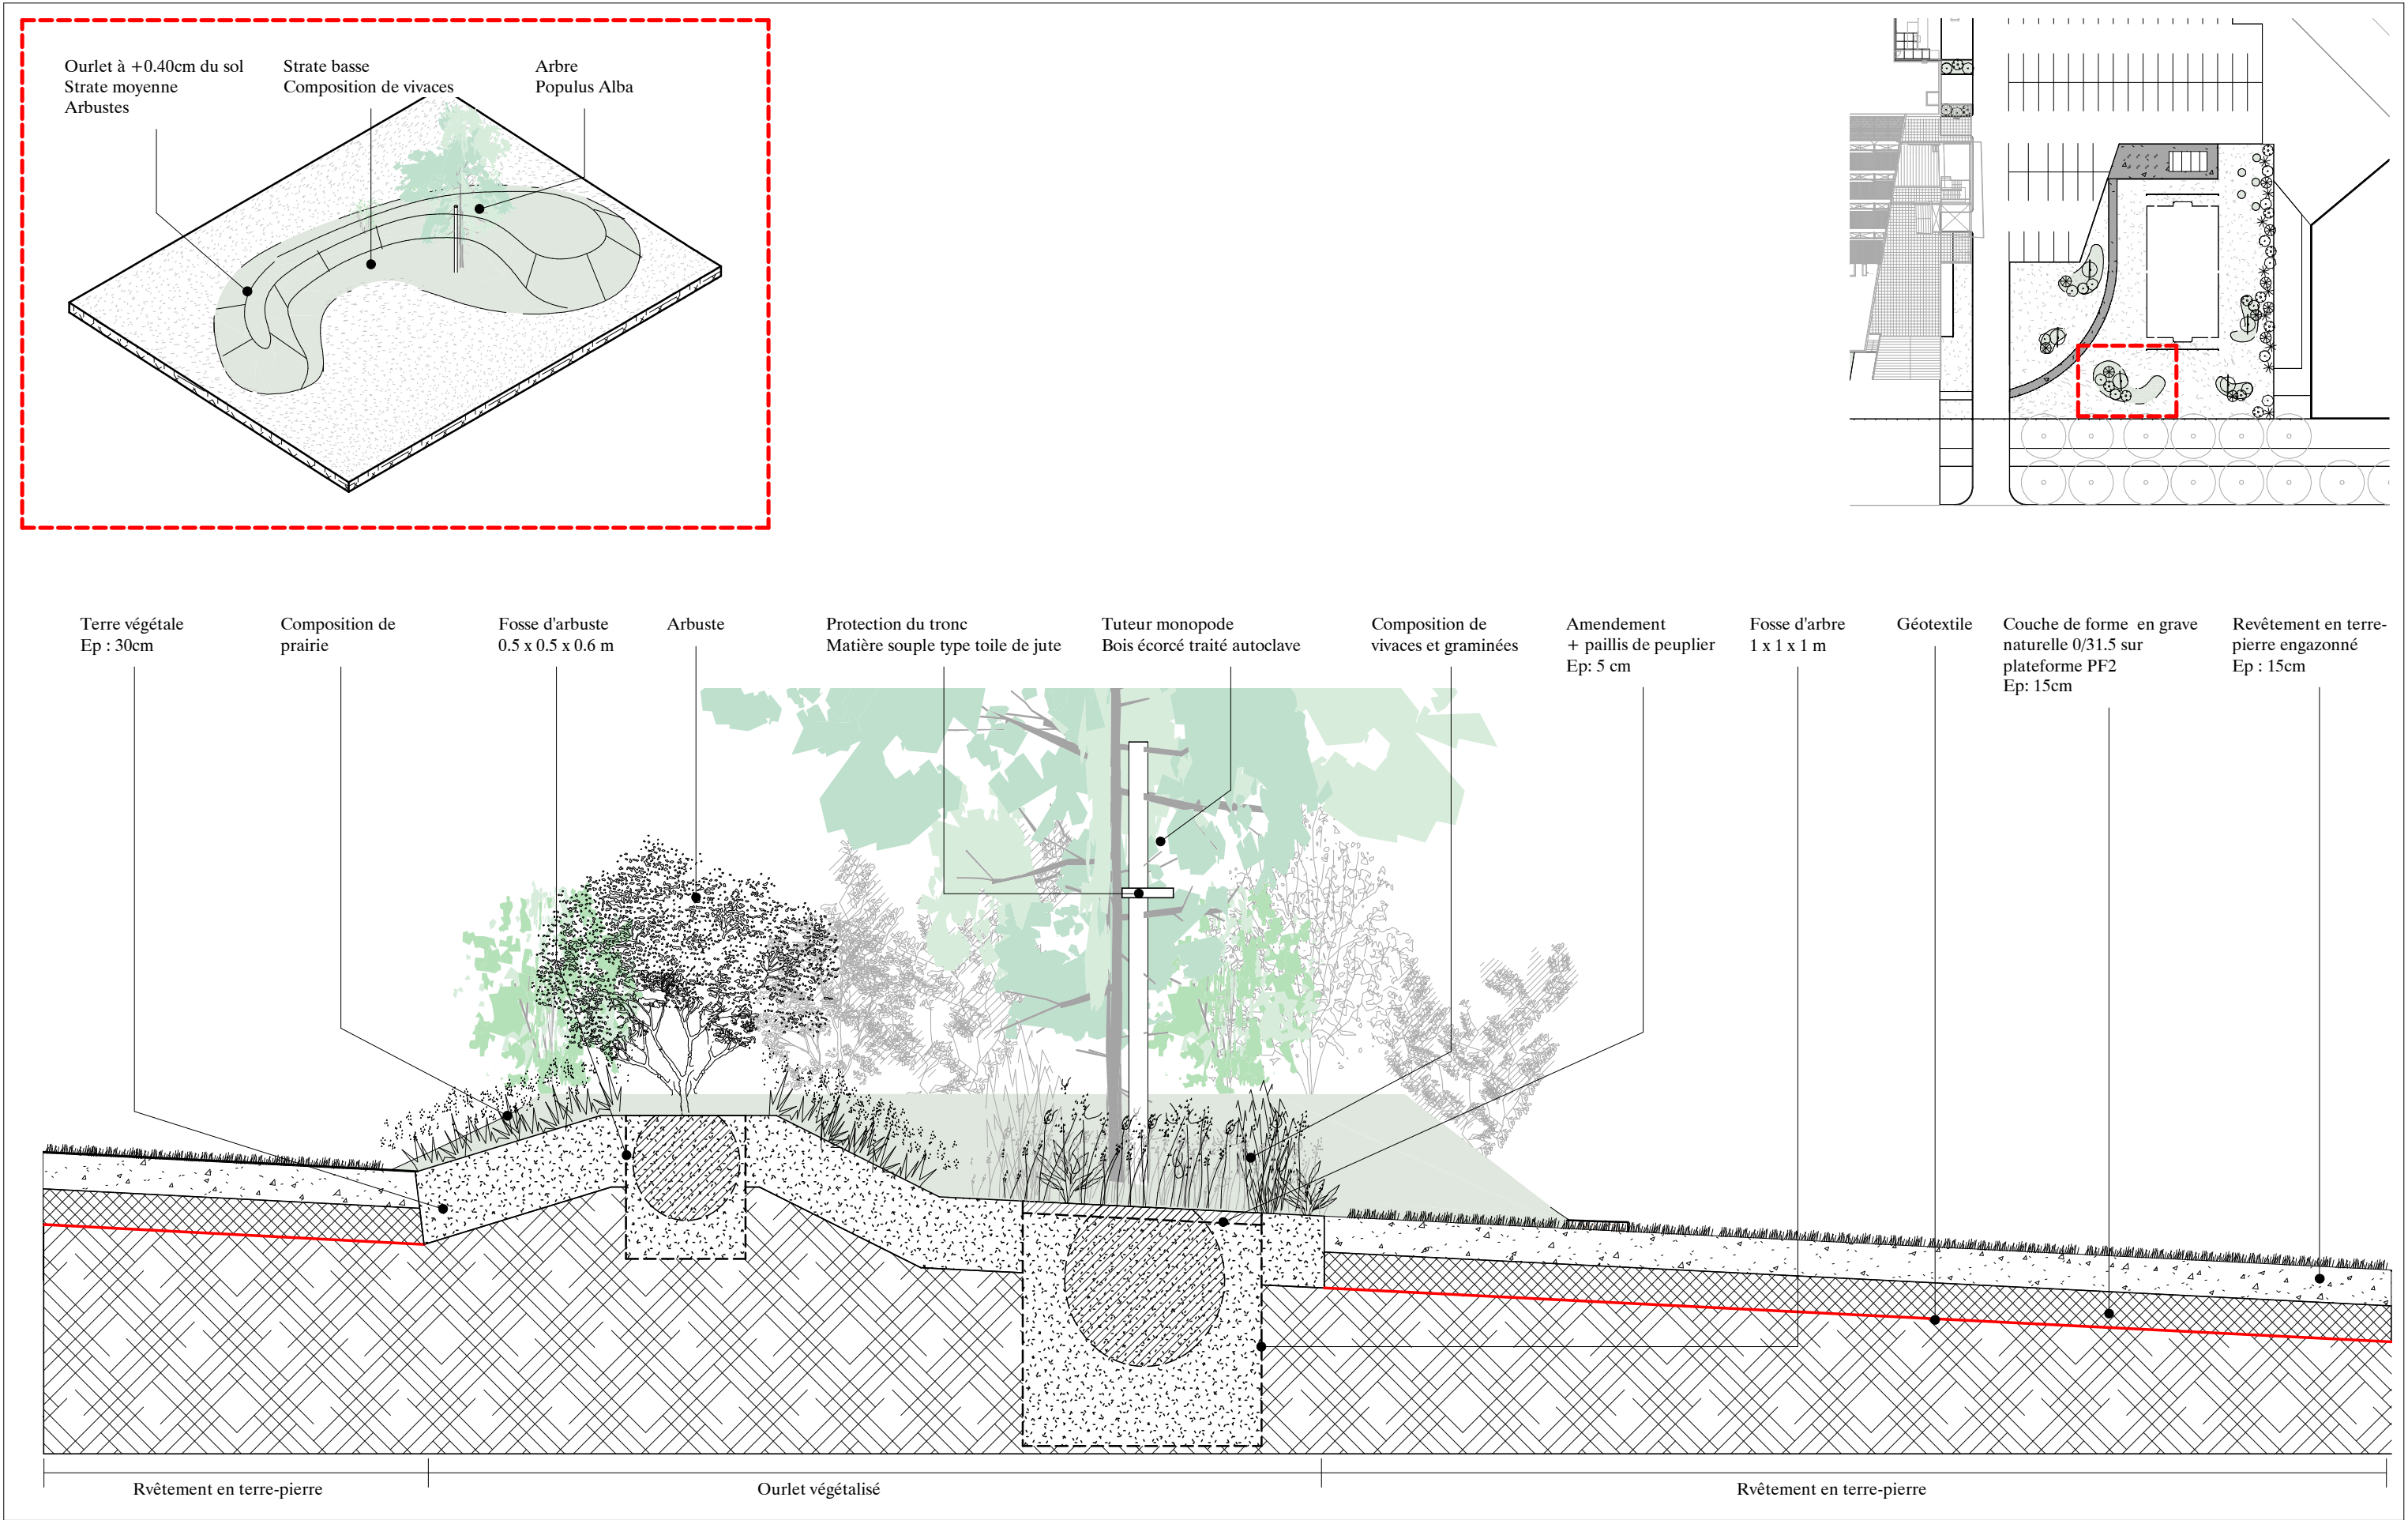 Ourlet à +0.40cm du sol
Strate moyenne
Arbustes
Strate basse
Composition de vivaces
Arbre
Populus Alba
Terre végétale
Ep : 30cm
Composition de
prairie
Fosse d'arbuste
0.5 x 0.5 x 0.6 m
Arbuste
Protection du tronc
Matière souple type toile de jute
Tuteur monopode
Bois écorcé traité autoclave
Composition de
vivaces et graminées
Amendement
+ paillis de peuplier
Ep: 5 cm
Fosse d'arbre
1 x 1 x 1 m
Géotextile
Couche de forme  en grave
naturelle 0/31.5 sur
plateforme PF2
Ep: 15cm
Revêtement en terre-
pierre engazonné
Ep : 15cm
Rvêtement en terre-pierre
Ourlet végétalisé
Rvêtement en terre-pierre